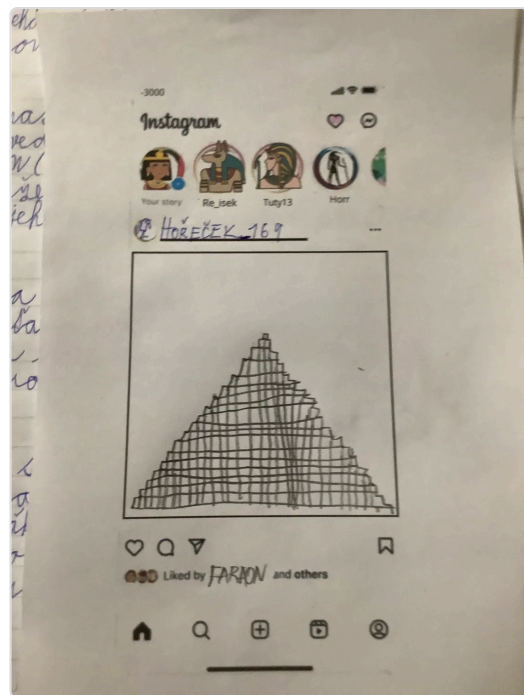 -3000
Instagram
Your story Re_isek Tuty13 Horr
HOŘEČEK_169
Liked by FARAON and others